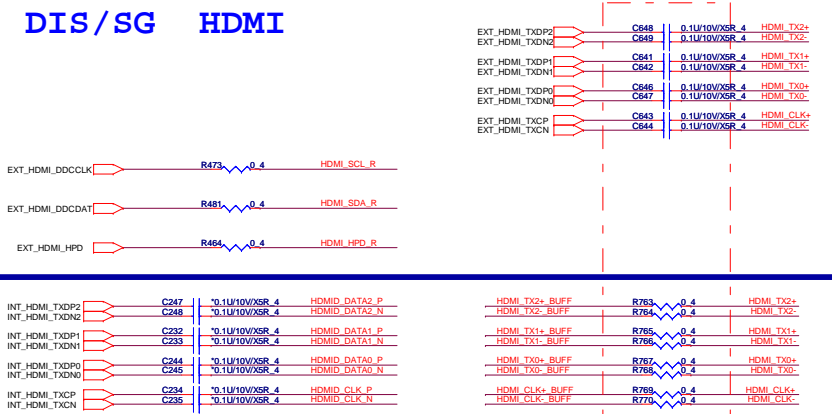 DIS/SG HDMI
EXT_HDMI_TXDP2 C648 0.1U/10V/X5R_4 HDMI_TX2+
EXT_HDMI_TXDN2 C649 0.1U/10V/X5R_4 HDMI_TX2-
EXT_HDMI_TXDP1 C641 0.1U/10V/X5R_4 HDMI_TX1+
EXT_HDMI_TXDN1 C642 0.1U/10V/X5R_4 HDMI_TX1-
EXT_HDMI_TXDP0 C646 0.1U/10V/X5R_4 HDMI_TX0+
EXT_HDMI_TXDN0 C647 0.1U/10V/X5R_4 HDMI_TX0-
EXT_HDMI_TXCP C643 0.1U/10V/X5R_4 HDMI_CLK+
EXT_HDMI_TXCN C644 0.1U/10V/X5R_4 HDMI_CLK-
EXT_HDMI_DDCCLK R473 0_4 HDMI_SCL_R
EXT_HDMI_DDCDAT R481 0_4 HDMI_SDA_R
EXT_HDMI_HPD R464 0_4 HDMI_HPD_R
INT_HDMI_TXDP2 C247 *0.1U/10V/X5R_4 HDMID_DATA2_P HDMI_TX2+_BUFF R763 0_4 HDMI_TX2+
INT_HDMI_TXDN2 C248 *0.1U/10V/X5R_4 HDMID_DATA2_N HDMI_TX2-_BUFF R764 0_4 HDMI_TX2-
INT_HDMI_TXDP1 C232 *0.1U/10V/X5R_4 HDMID_DATA1_P HDMI_TX1+_BUFF R765 0_4 HDMI_TX1+
INT_HDMI_TXDN1 C233 *0.1U/10V/X5R_4 HDMID_DATA1_N HDMI_TX1-_BUFF R766 0_4 HDMI_TX1-
INT_HDMI_TXDP0 C244 *0.1U/10V/X5R_4 HDMID_DATA0_P HDMI_TX0+_BUFF R767 0_4 HDMI_TX0+
INT_HDMI_TXDN0 C245 *0.1U/10V/X5R_4 HDMID_DATA0_N HDMI_TX0-_BUFF R768 0_4 HDMI_TX0-
INT_HDMI_TXCP C234 *0.1U/10V/X5R_4 HDMID_CLK_P HDMI_CLK+_BUFF R769 0_4 HDMI_CLK+
INT_HDMI_TXCN C235 *0.1U/10V/X5R_4 HDMID_CLK_N HDMI_CLK-_BUFF R770 0_4 HDMI_CLK-